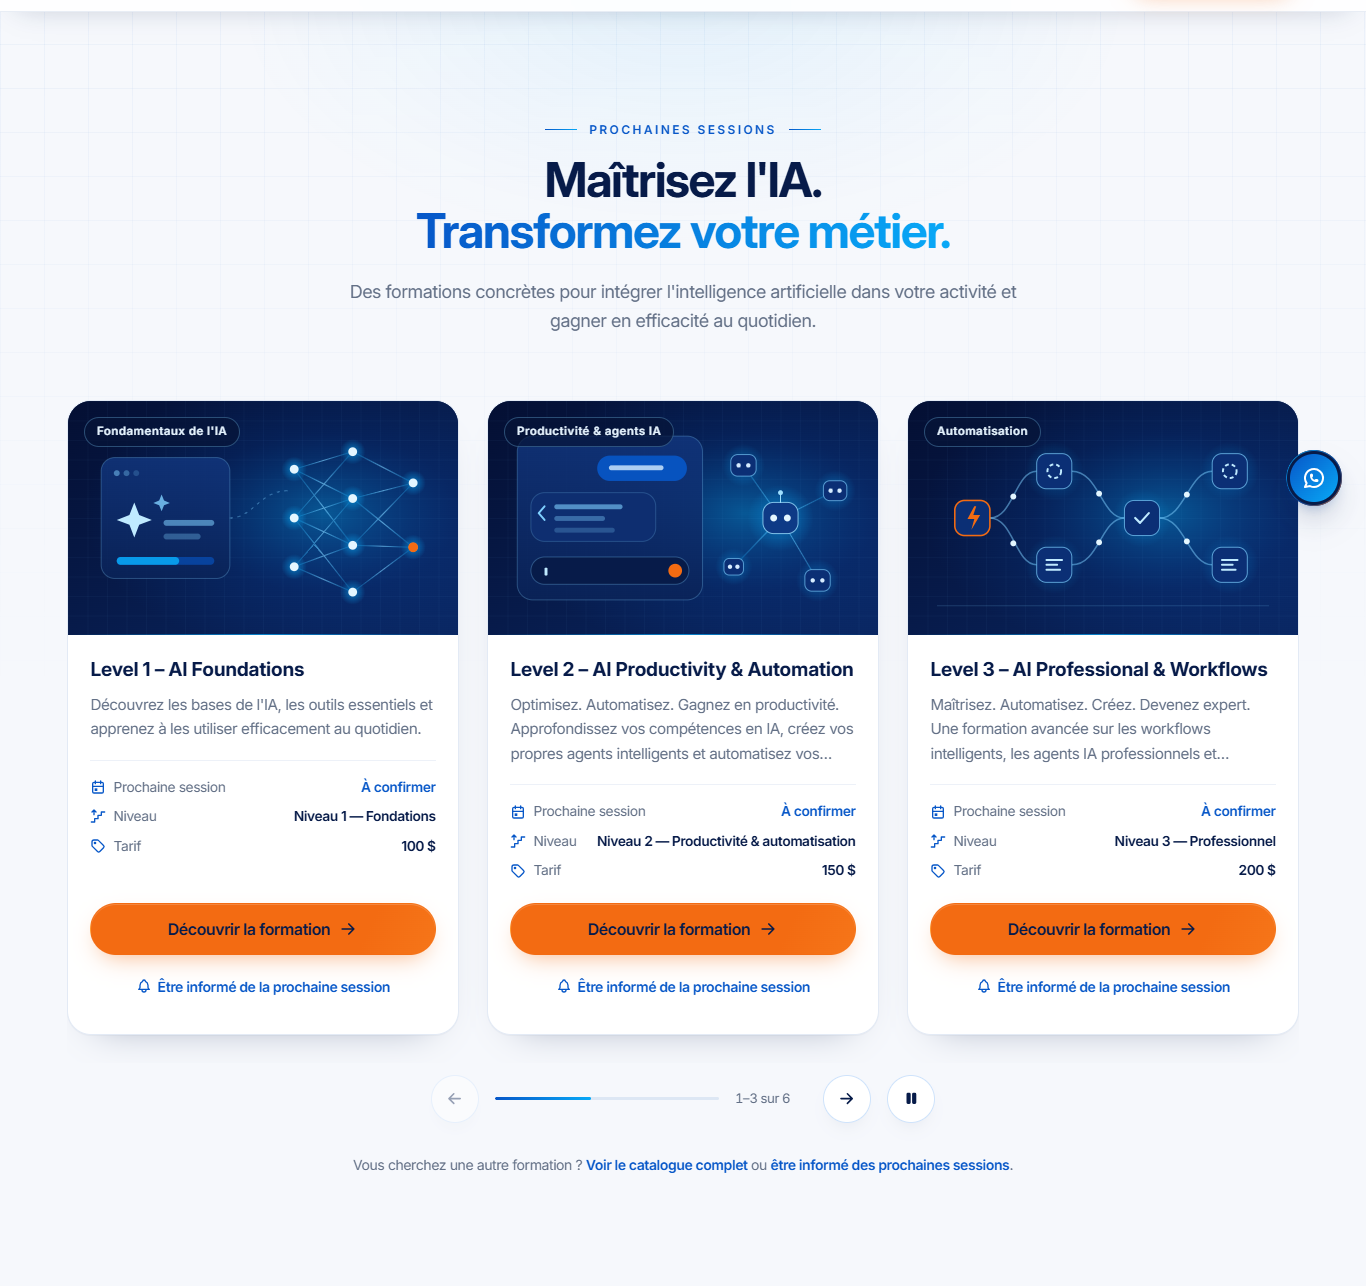 PROCHAINES SESSIONS
Maîtrisez l'IA.
Transformez votre métier.
Des formations concrètes pour intégrer l'intelligence artificielle dans votre activité et
gagner en efficacité au quotidien.
Fondamentaux de l'IA
Level 1 – AI Foundations
Découvrez les bases de l'IA, les outils essentiels et
apprenez à les utiliser efficacement au quotidien.
Prochaine session À confirmer
Niveau Niveau 1 — Fondations
Tarif 100 $
Découvrir la formation →
Être informé de la prochaine session
Productivité & agents IA
Level 2 – AI Productivity & Automation
Optimisez. Automatisez. Gagnez en productivité.
Approfondissez vos compétences en IA, créez vos
propres agents intelligents et automatisez vos...
Prochaine session À confirmer
Niveau Niveau 2 — Productivité & automatisation
Tarif 150 $
Découvrir la formation →
Être informé de la prochaine session
Automatisation
Level 3 – AI Professional & Workflows
Maîtrisez. Automatisez. Créez. Devenez expert.
Une formation avancée sur les workflows
intelligents, les agents IA professionnels et...
Prochaine session À confirmer
Niveau Niveau 3 — Professionnel
Tarif 200 $
Découvrir la formation →
Être informé de la prochaine session
1–3 sur 6
Vous cherchez une autre formation ? Voir le catalogue complet ou être informé des prochaines sessions.